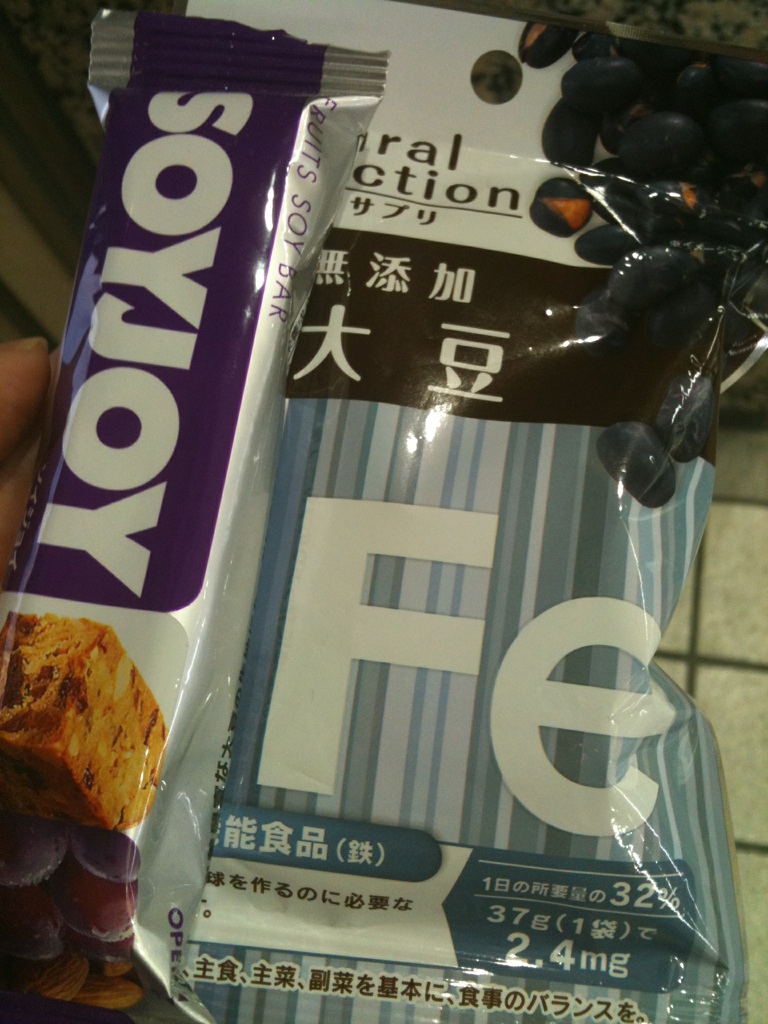 SOYJOY
FRUITS SOY BAR
ural
ction
サプリ
無添加
大豆
Fe
能食品(鉄)
球を作るのに必要な
。
1日の所要量の32%
37g(1袋)で
2.4mg
主食、主菜、副菜を基本に、食事のバランスを。
OPE